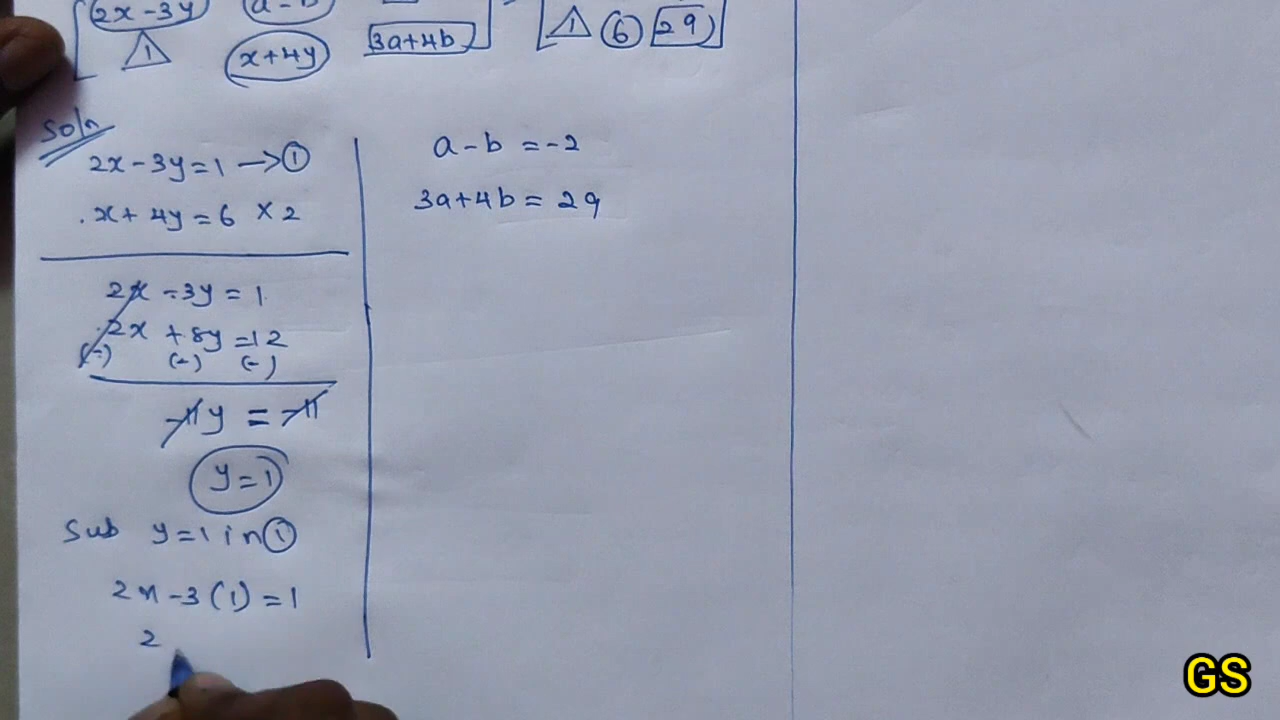 2x-3y a-b
1 x+4y 3a+4b 1 6 29
Soln
2x-3y=1 →①
x+4y=6 ×2
2x-3y=1
2x+8y=12
(-) (-) (-)
-11y = -11
y=1
Sub y=1 in ①
2x-3(1)=1
2
a-b=-2
3a+4b=29
GS